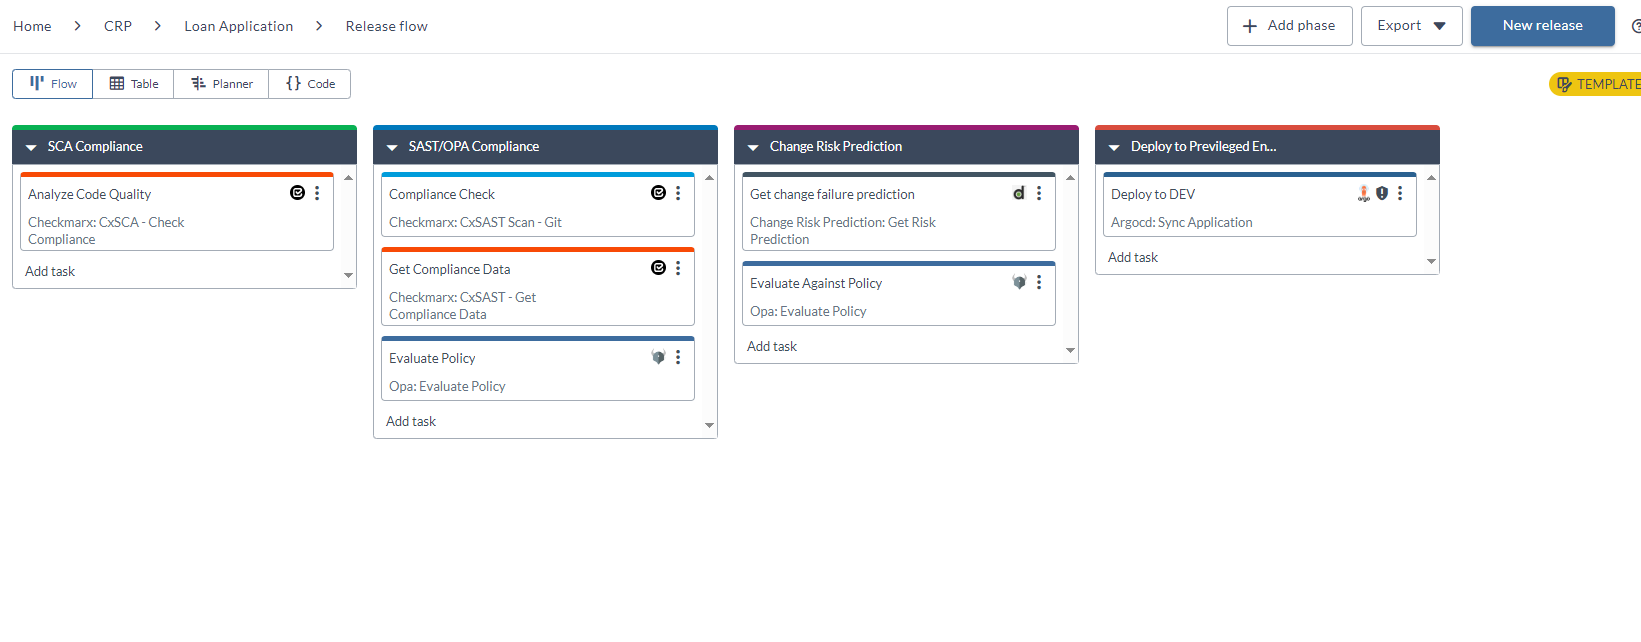 Home > CRP > Loan Application > Release flow
Add phase
Export
New release
Flow
Table
Planner
{} Code
TEMPLATE
SCA Compliance
Analyze Code Quality
Checkmarx: CxSCA - Check
Compliance
Add task
SAST/OPA Compliance
Compliance Check
Checkmarx: CxSAST Scan - Git
Get Compliance Data
Checkmarx: CxSAST - Get
Compliance Data
Evaluate Policy
Opa: Evaluate Policy
Add task
Change Risk Prediction
Get change failure prediction
d
Change Risk Prediction: Get Risk
Prediction
Evaluate Against Policy
Opa: Evaluate Policy
Add task
Deploy to Previleged En...
Deploy to DEV
argo
Argocd: Sync Application
Add task